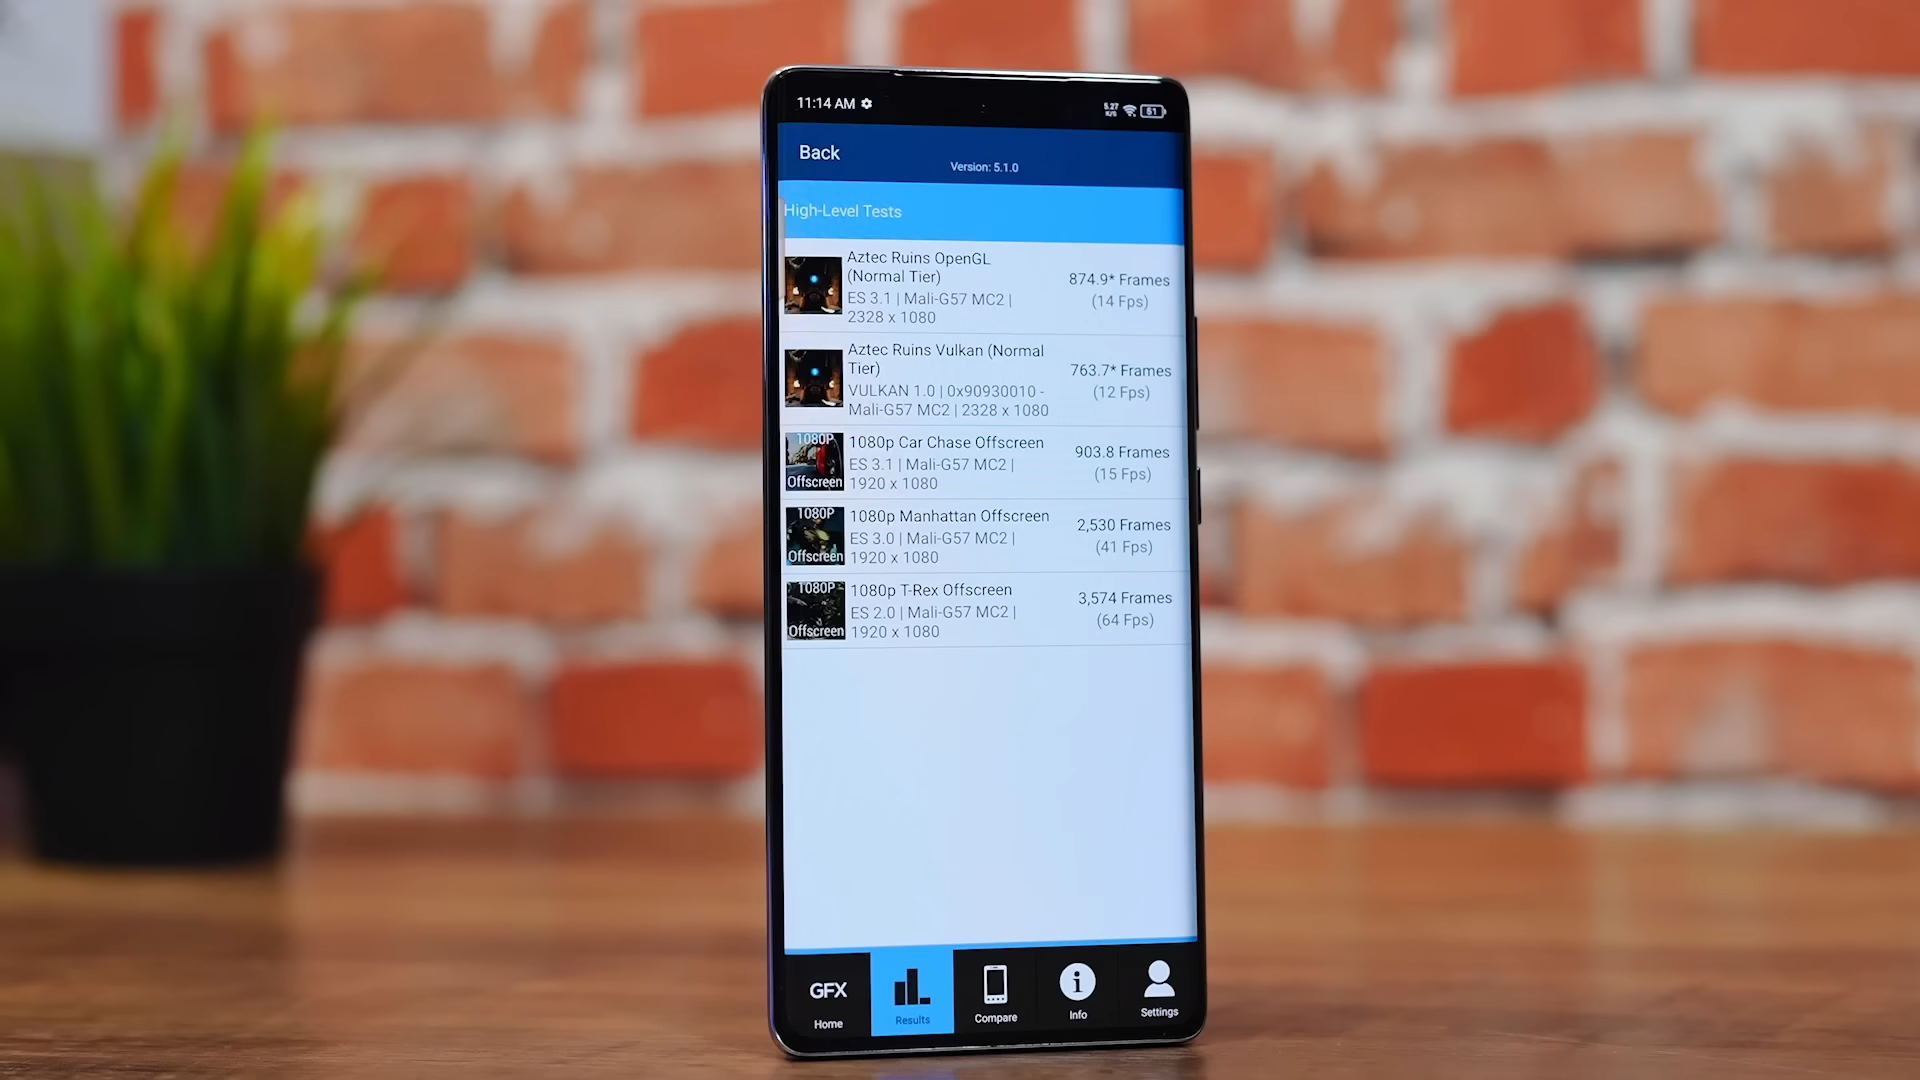 11:14 AM
5.27
K/S
51
Back
Version: 5.1.0
High-Level Tests
Aztec Ruins OpenGL
(Normal Tier)
ES 3.1 | Mali-G57 MC2 |
2328 x 1080
874.9* Frames
(14 Fps)
Aztec Ruins Vulkan (Normal
Tier)
VULKAN 1.0 | 0x90930010 -
Mali-G57 MC2 | 2328 x 1080
763.7* Frames
(12 Fps)
1080P
Offscreen
1080p Car Chase Offscreen
ES 3.1 | Mali-G57 MC2 |
1920 x 1080
903.8 Frames
(15 Fps)
1080P
Offscreen
1080p Manhattan Offscreen
ES 3.0 | Mali-G57 MC2 |
1920 x 1080
2,530 Frames
(41 Fps)
1080P
Offscreen
1080p T-Rex Offscreen
ES 2.0 | Mali-G57 MC2 |
1920 x 1080
3,574 Frames
(64 Fps)
GFX
Home
Results
Compare
Info
Settings